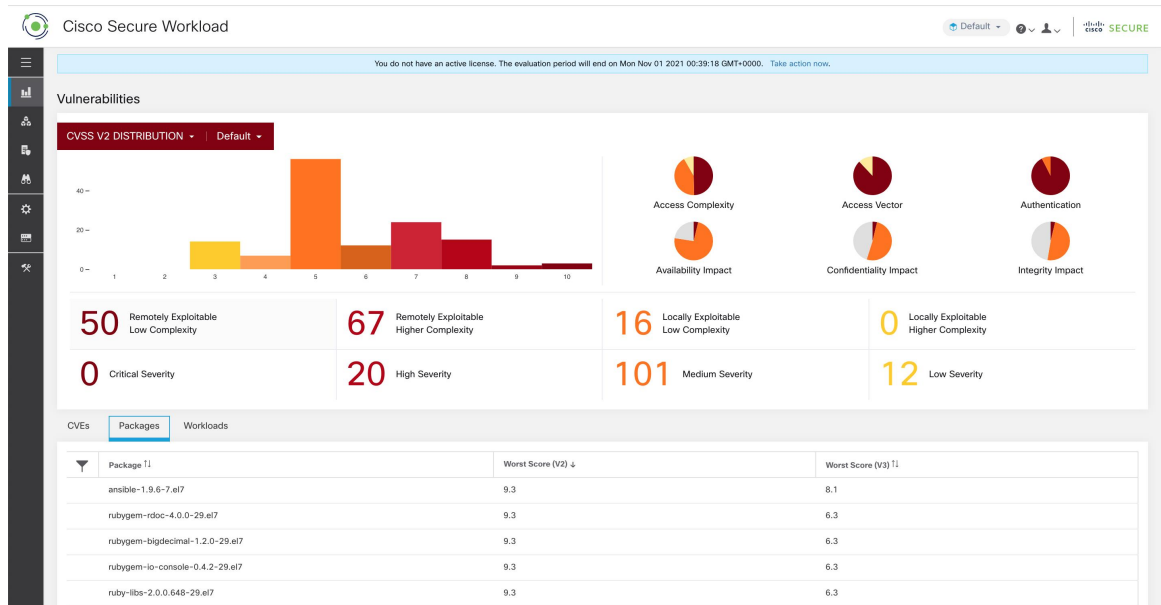 Cisco Secure Workload
Default
CISCO SECURE
You do not have an active license. The evaluation period will end on Mon Nov 01 2021 00:39:18 GMT+0000. Take action now.
Vulnerabilities
CVSS V2 DISTRIBUTION Default
40
20
0
1 2 3 4 5 6 7 8 9 10
Access Complexity Access Vector Authentication
Availability Impact Confidentiality Impact Integrity Impact
50 Remotely Exploitable Low Complexity
67 Remotely Exploitable Higher Complexity
16 Locally Exploitable Low Complexity
0 Locally Exploitable Higher Complexity
0 Critical Severity
20 High Severity
101 Medium Severity
12 Low Severity
CVEs Packages Workloads
Package Worst Score (V2) Worst Score (V3)
ansible-1.9.6-7.el7 9.3 8.1
rubygem-rdoc-4.0.0-29.el7 9.3 6.3
rubygem-bigdecimal-1.2.0-29.el7 9.3 6.3
rubygem-io-console-0.4.2-29.el7 9.3 6.3
ruby-libs-2.0.0.648-29.el7 9.3 6.3